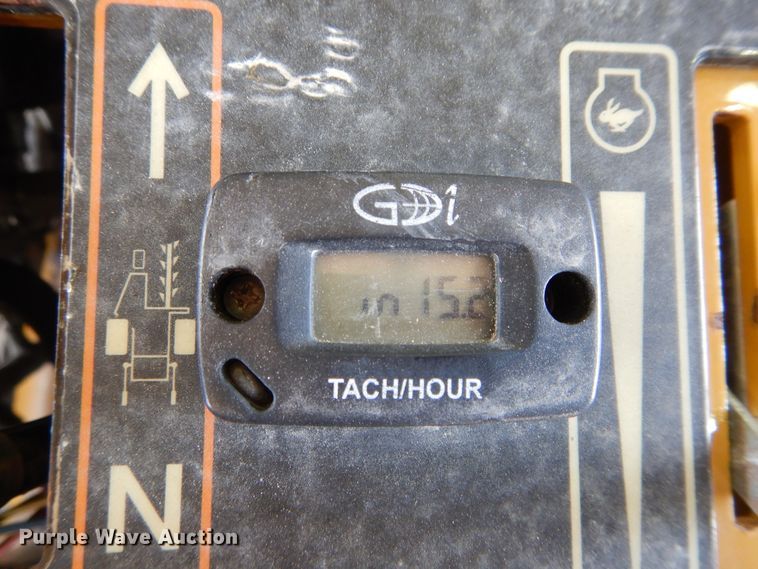 GDi
in 15.2
TACH/HOUR
N
Purple Wave Auction